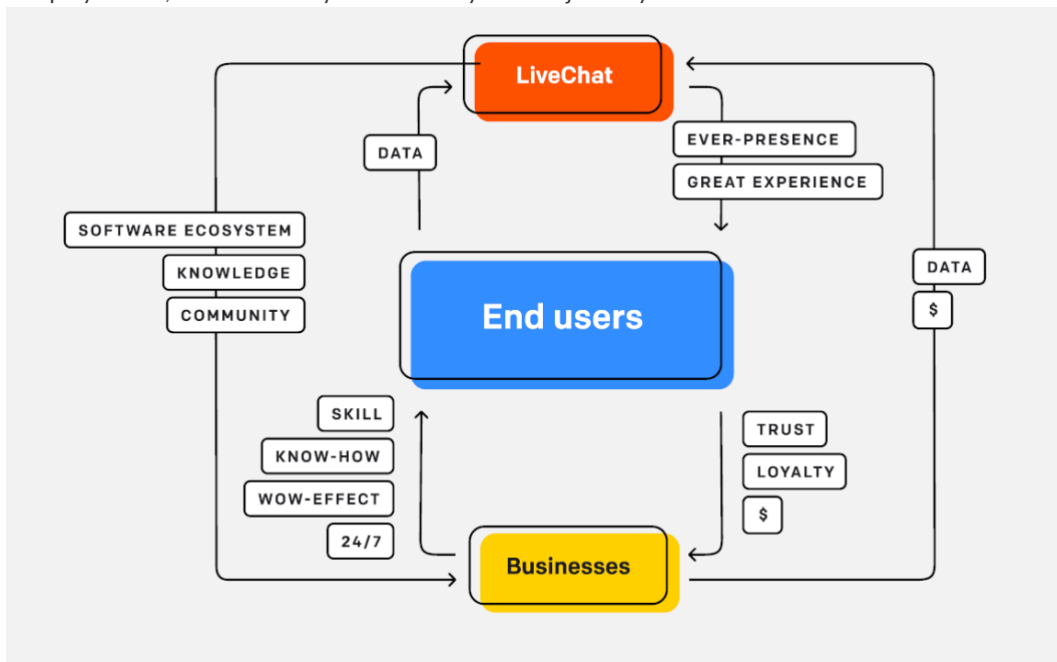 LiveChat
DATA
EVER-PRESENCE
GREAT EXPERIENCE
SOFTWARE ECOSYSTEM
KNOWLEDGE
COMMUNITY
DATA
$
End users
SKILL
KNOW-HOW
WOW-EFFECT
24/7
TRUST
LOYALTY
$
Businesses